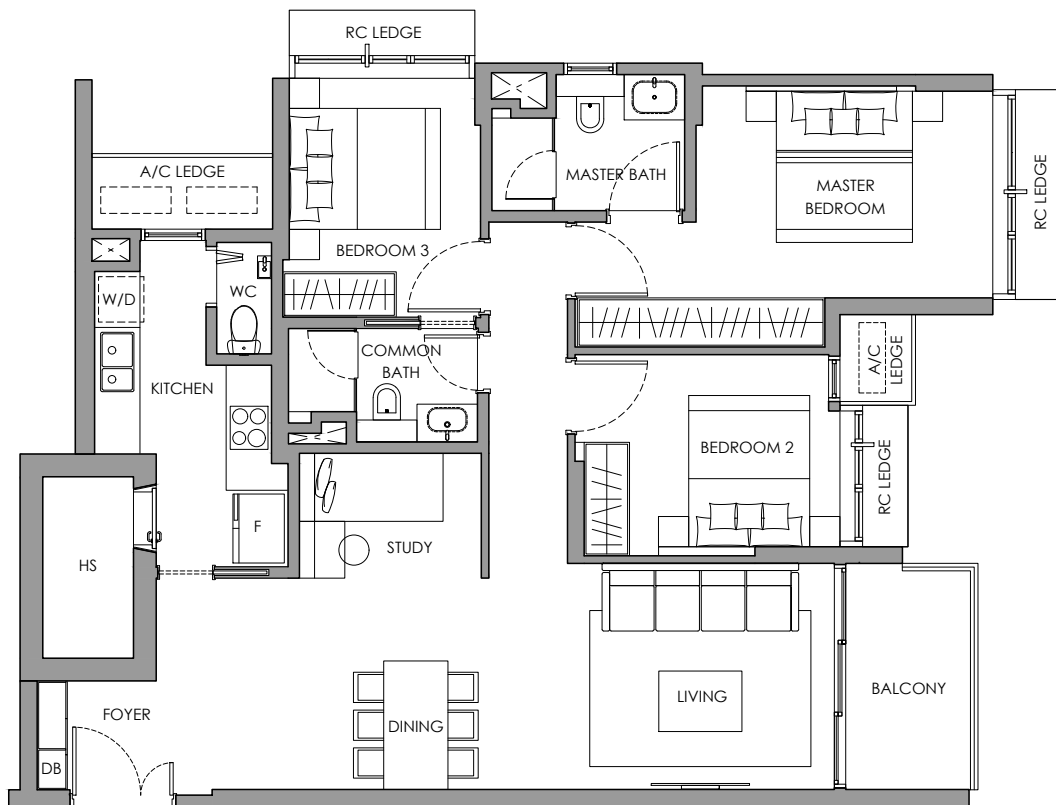 RC LEDGE
A/C LEDGE
MASTER BATH
MASTER
BEDROOM
RC LEDGE
BEDROOM 3
W/D
WC
COMMON
BATH
A/C
LEDGE
KITCHEN
BEDROOM 2
RC LEDGE
F
STUDY
HS
LIVING
BALCONY
FOYER
DINING
DB